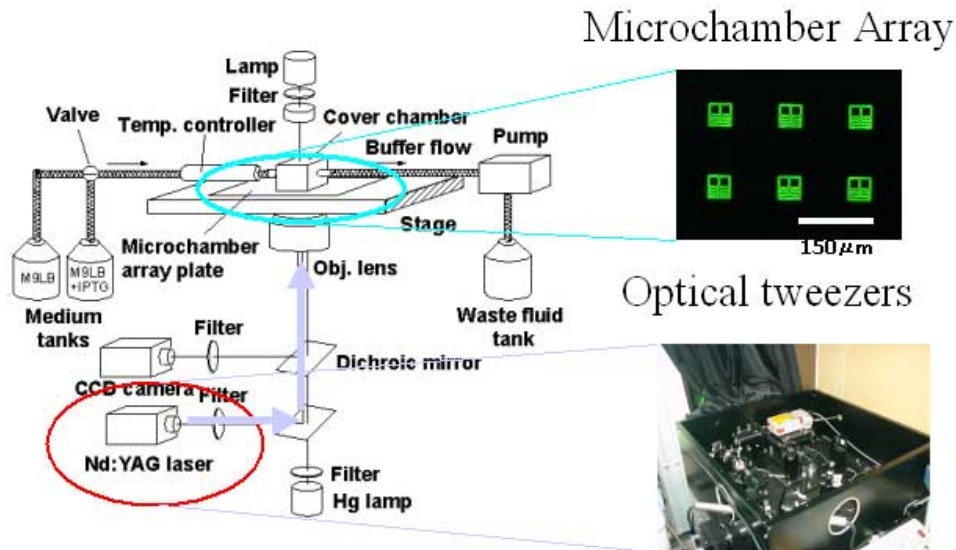 Microchamber Array
Lamp
Filter
Valve
Temp. controller
Cover chamber
Buffer flow
Pump
Stage
150μm
Microchamber
array plate
Obj. lens
M9LB
M9LB
+IPTG
Medium
tanks
Waste fluid
tank
Optical tweezers
Filter
Dichroic mirror
CCD camera
Filter
Nd:YAG laser
Filter
Hg lamp